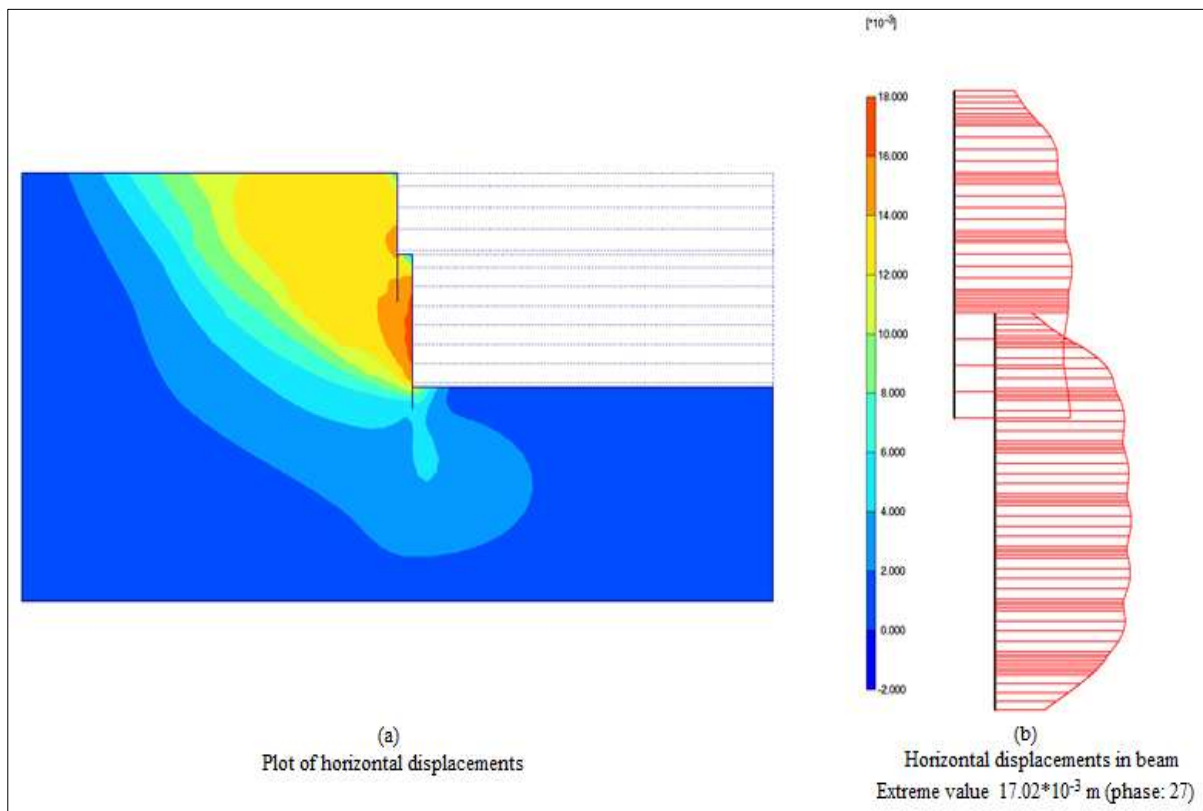 [*10⁻³]
18.000
16.000
14.000
12.000
10.000
8.000
6.000
4.000
2.000
0.000
-2.000
(a)
Plot of horizontal displacements
(b)
Horizontal displacements in beam
Extreme value 17.02*10⁻³ m (phase: 27)